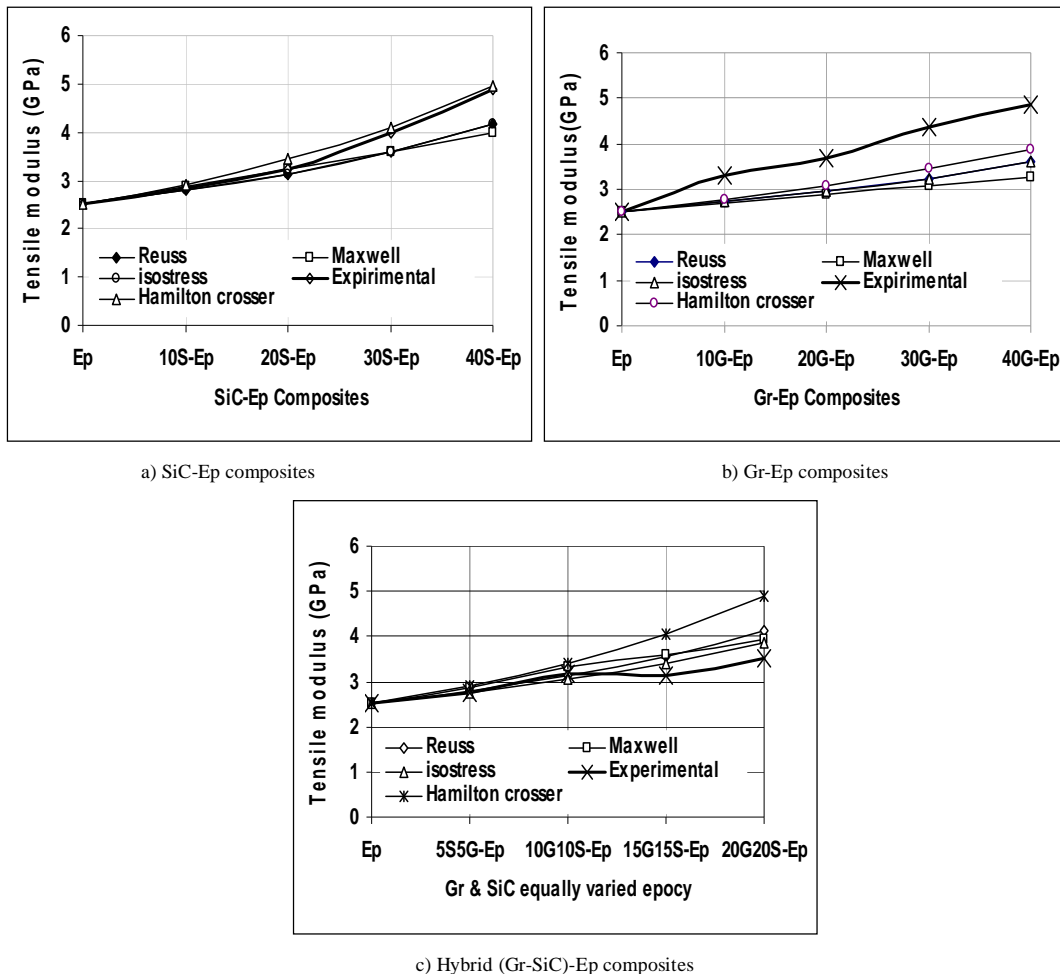 6
5
4
3
2
1
0
Tensile modulus (GPa)
Reuss
Maxwell
isostress
Expirimental
Hamilton crosser
Ep 10S-Ep 20S-Ep 30S-Ep 40S-Ep
SiC-Ep Composites
6
5
4
3
2
1
0
Tensile modulus(GPa)
Reuss
Maxwell
isostress
Expirimental
Hamilton crosser
Ep 10G-Ep 20G-Ep 30G-Ep 40G-Ep
Gr-Ep Composites
a) SiC-Ep composites
b) Gr-Ep composites
6
5
4
3
2
1
0
Tensile modulus (GPa)
Reuss
Maxwell
isostress
Experimental
Hamilton crosser
Ep 5S5G-Ep 10G10S-Ep 15G15S-Ep 20G20S-Ep
Gr & SiC equally varied epocy
c) Hybrid (Gr-SiC)-Ep composites